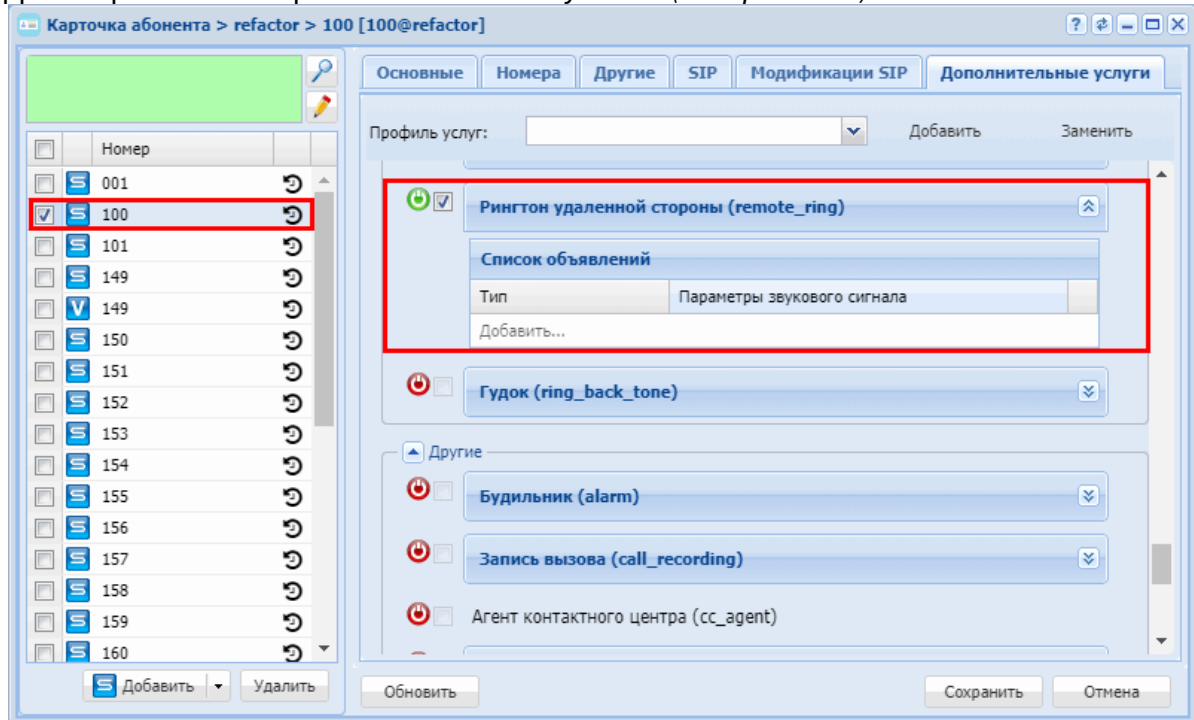 Карточка абонента > refactor > 100 [100@refactor]
Основные Номера Другие SIP Модификации SIP Дополнительные услуги
Профиль услуг: Добавить Заменить
Номер
001
100
101
149
149
150
151
152
153
154
155
156
157
158
159
160
Добавить Удалить
Рингтон удаленной стороны (remote_ring)
Список объявлений
Тип Параметры звукового сигнала
Добавить...
Гудок (ring_back_tone)
Другие
Будильник (alarm)
Запись вызова (call_recording)
Агент контактного центра (cc_agent)
Обновить Сохранить Отмена